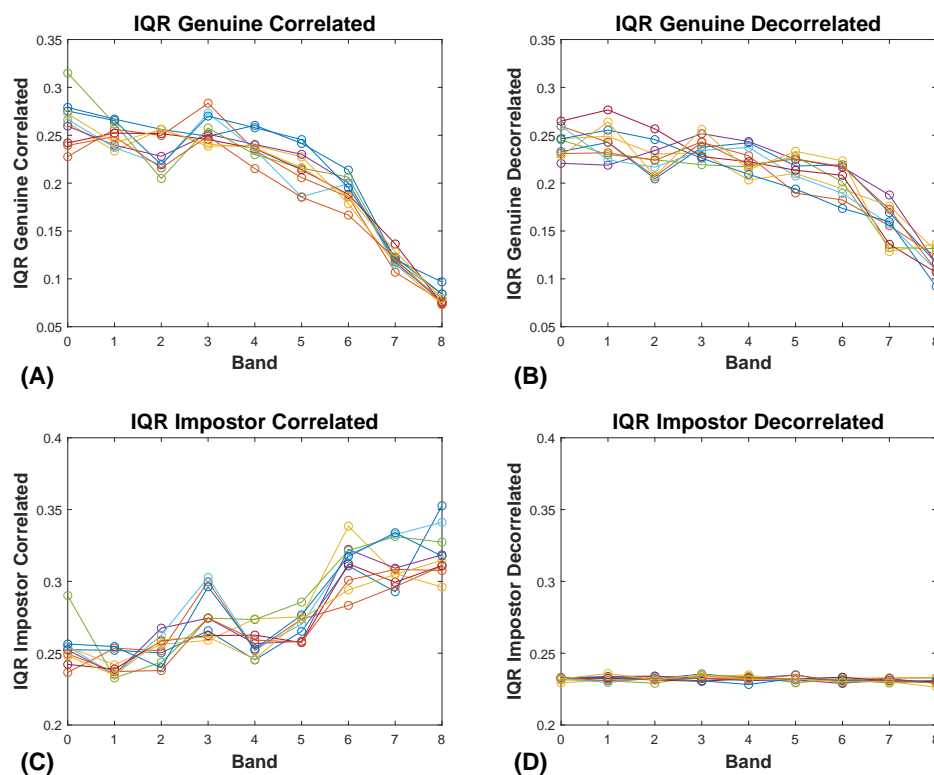 IQR Genuine Correlated
0.35
0.3
0.25
0.2
0.15
0.1
0.05
IQR Genuine Correlated
0 1 2 3 4 5 6 7 8
Band
(A)
IQR Genuine Decorrelated
0.35
0.3
0.25
0.2
0.15
0.1
0.05
IQR Genuine Decorrelated
0 1 2 3 4 5 6 7 8
Band
(B)
IQR Impostor Correlated
0.4
0.35
0.3
0.25
0.2
IQR Impostor Correlated
0 1 2 3 4 5 6 7 8
Band
(C)
IQR Impostor Decorrelated
0.4
0.35
0.3
0.25
0.2
IQR Impostor Decorrelated
0 1 2 3 4 5 6 7 8
Band
(D)